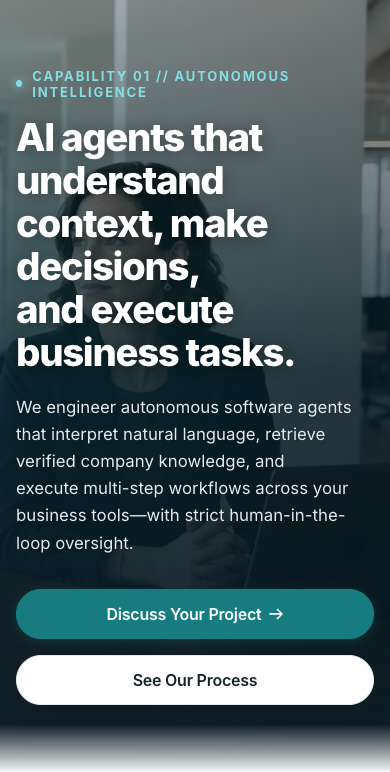 CAPABILITY 01 // AUTONOMOUS
INTELLIGENCE
AI agents that
understand
context, make
decisions,
and execute
business tasks.
We engineer autonomous software agents
that interpret natural language, retrieve
verified company knowledge, and
execute multi-step workflows across your
business tools—with strict human-in-the-
loop oversight.
Discuss Your Project →
See Our Process